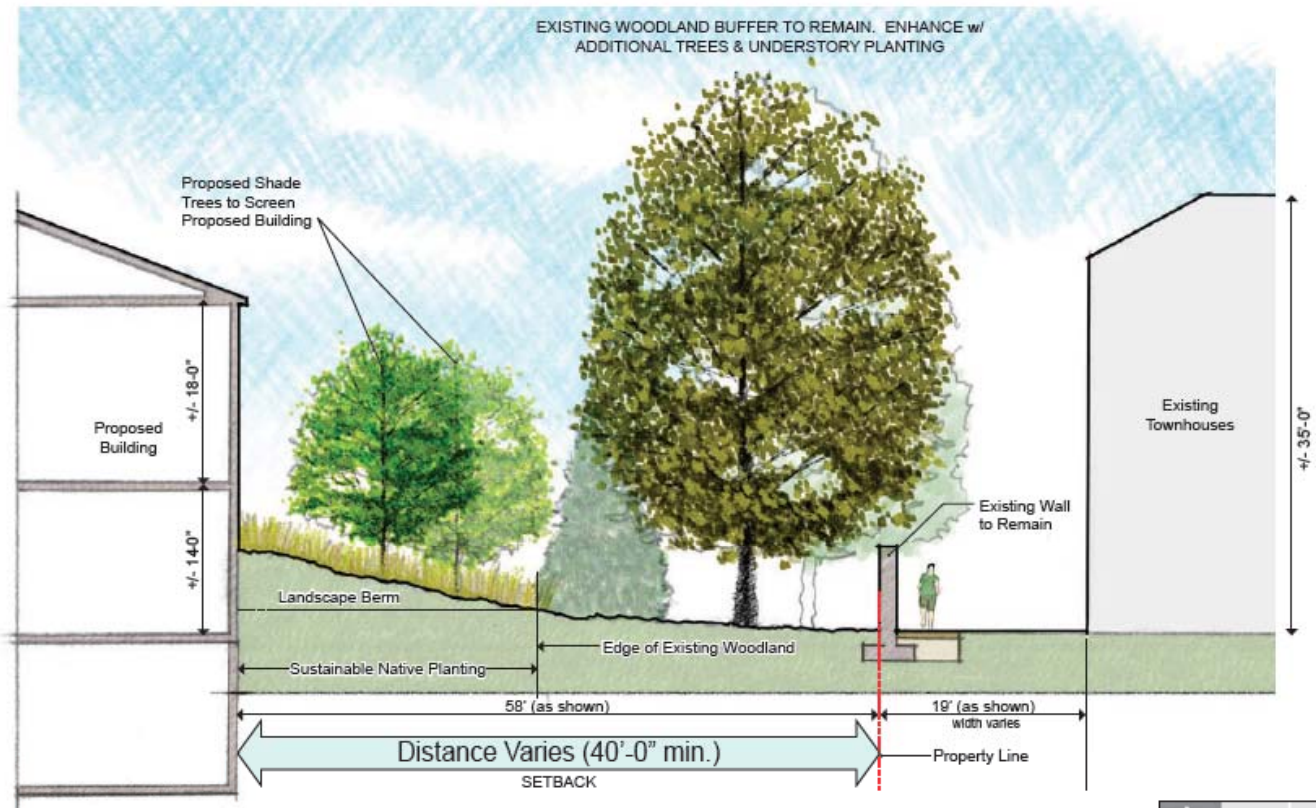 EXISTING WOODLAND BUFFER TO REMAIN.  ENHANCE w/
ADDITIONAL TREES & UNDERSTORY PLANTING
Proposed Shade
Trees to Screen
Proposed Building
+/- 18-0"
Proposed
Building
+/- 140"
Existing
Townhouses
+/- 35'-0"
Existing Wall
to Remain
Landscape Berm
Edge of Existing Woodland
Sustainable Native Planting
58' (as shown)
19' (as shown)
width varies
Distance Varies (40'-0" min.)
Property Line
SETBACK